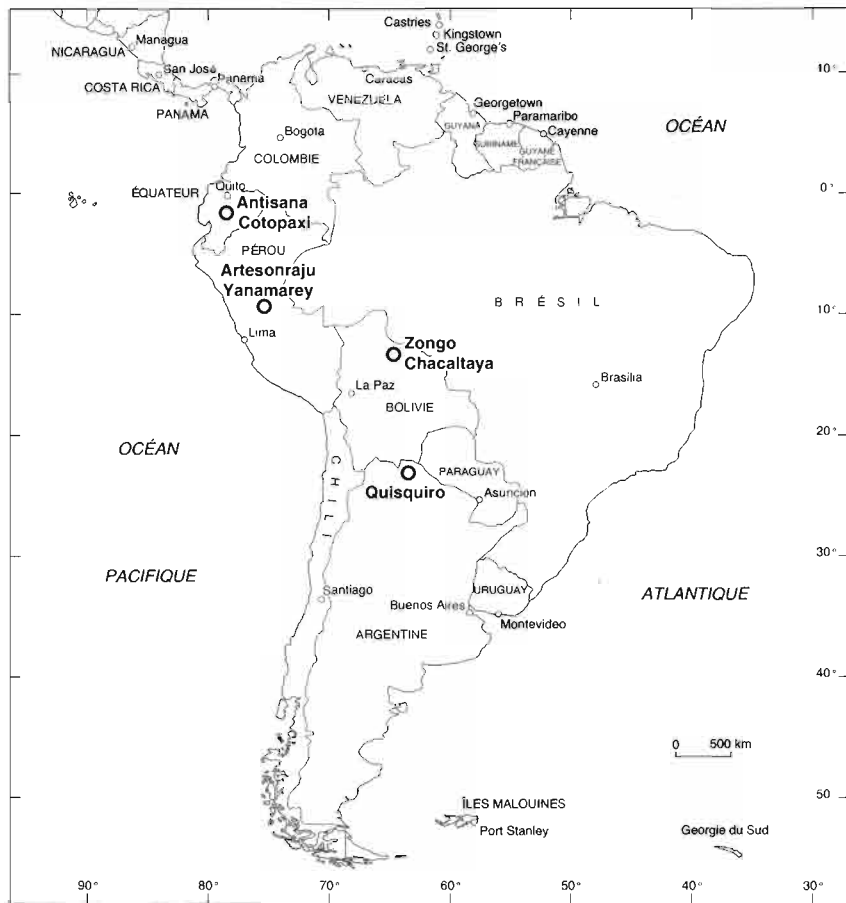 Castries
Kingstown
St. George's
Managua
NICARAGUA
San José
COSTA RICA
Panama
PANAMA
Caracas
VENEZUELA
10°
Georgetown
Paramaribo
GUYANA
Cayenne
SURINAME
GUYANE
FRANÇAISE
OCÉAN
Bogota
COLOMBIE
Quito
ÉQUATEUR
0°
Antisana
Cotopaxi
PÉROU
Artesonraju
Yanamarey
BRÉSIL
10°
Lima
Zongo
Chacaltaya
Brasília
La Paz
BOLIVIE
20°
OCÉAN
CHILI
PARAGUAY
Quisquiro
Asunción
30°
PACIFIQUE
Santiago
URUGUAY
ATLANTIQUE
Buenos Aires
Montevideo
ARGENTINE
40°
0 500 km
50°
ÎLES MALOUINES
Port Stanley
Georgie du Sud
90° 80° 70° 60° 50° 40° 30°